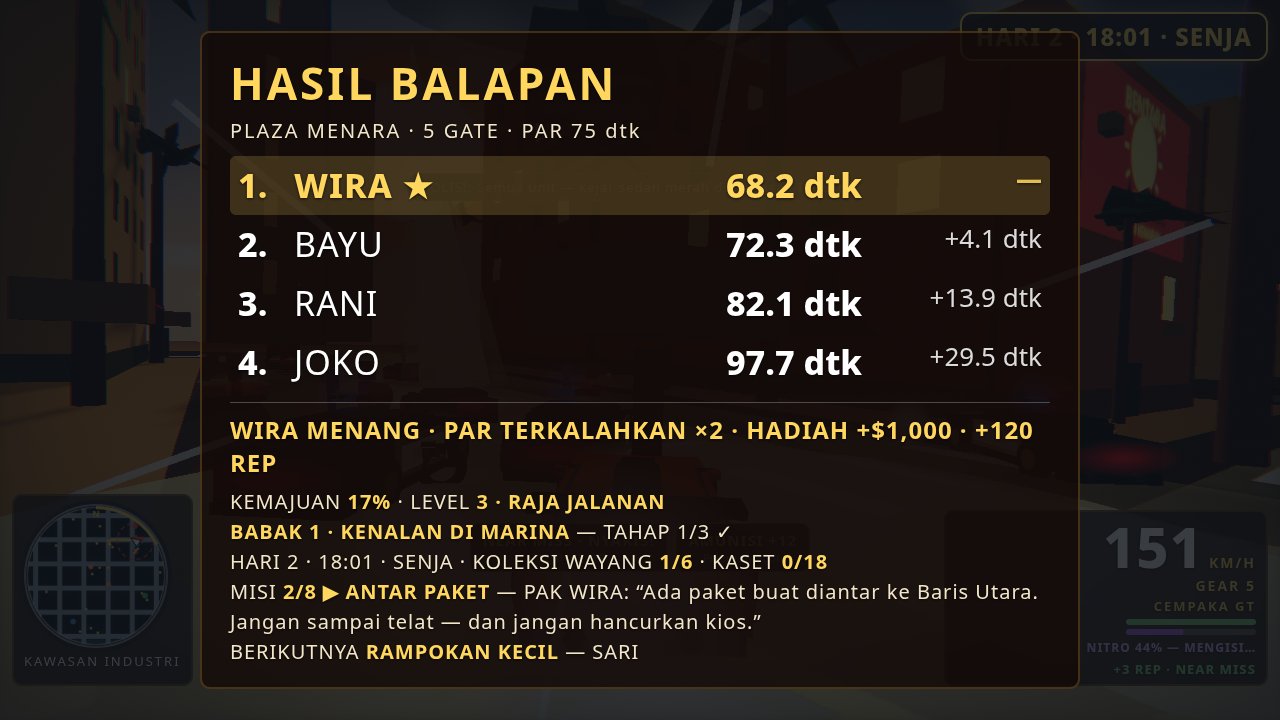 HARI 2 · 18:01 · SENJA
HASIL BALAPAN
PLAZA MENARA · 5 GATE · PAR 75 dtk
1. WIRA ★ 68.2 dtk —
2. BAYU 72.3 dtk +4.1 dtk
3. RANI 82.1 dtk +13.9 dtk
4. JOKO 97.7 dtk +29.5 dtk
WIRA MENANG · PAR TERKALAHKAN ×2 · HADIAH +$1,000 · +120
REP
KEMAJUAN 17% · LEVEL 3 · RAJA JALANAN
BABAK 1 · KENALAN DI MARINA — TAHAP 1/3 ✓
HARI 2 · 18:01 · SENJA · KOLEKSI WAYANG 1/6 · KASET 0/18
MISI 2/8 ▶ ANTAR PAKET — PAK WIRA: “Ada paket buat diantar ke Baris Utara.
Jangan sampai telat — dan jangan hancurkan kios.”
BERIKUTNYA RAMPOKAN KECIL — SARI
KAWASAN INDUSTRI
151 KM/H
GEAR 5
CEMPAKA GT
NITRO 44% — MENGISI…
+3 REP · NEAR MISS